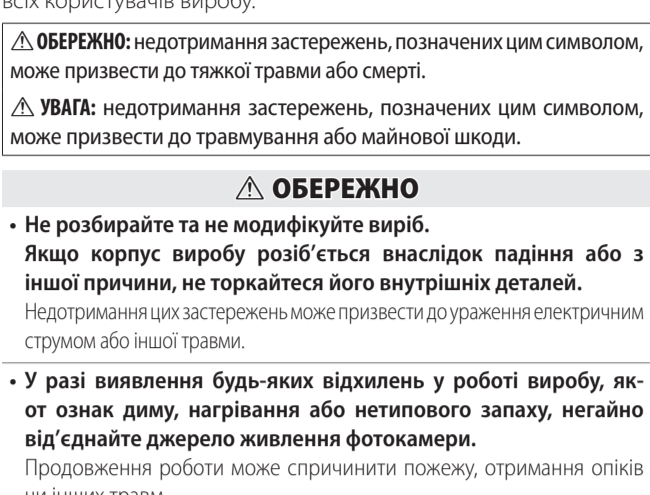 всіх користувачів виробу.
⚠ ОБЕРЕЖНО: недотримання застережень, позначених цим символом,
може призвести до тяжкої травми або смерті.
⚠ УВАГА: недотримання застережень, позначених цим символом,
може призвести до травмування або майнової шкоди.
⚠ ОБЕРЕЖНО
• Не розбирайте та не модифікуйте виріб.
Якщо корпус виробу розіб’ється внаслідок падіння або з
іншої причини, не торкайтеся його внутрішніх деталей.
Недотримання цих застережень може призвести до ураження електричним
струмом або іншої травми.
• У разі виявлення будь-яких відхилень у роботі виробу, як-
от ознак диму, нагрівання або нетипового запаху, негайно
від’єднайте джерело живлення фотокамери.
Продовження роботи може спричинити пожежу, отримання опіків
чи інших травм.